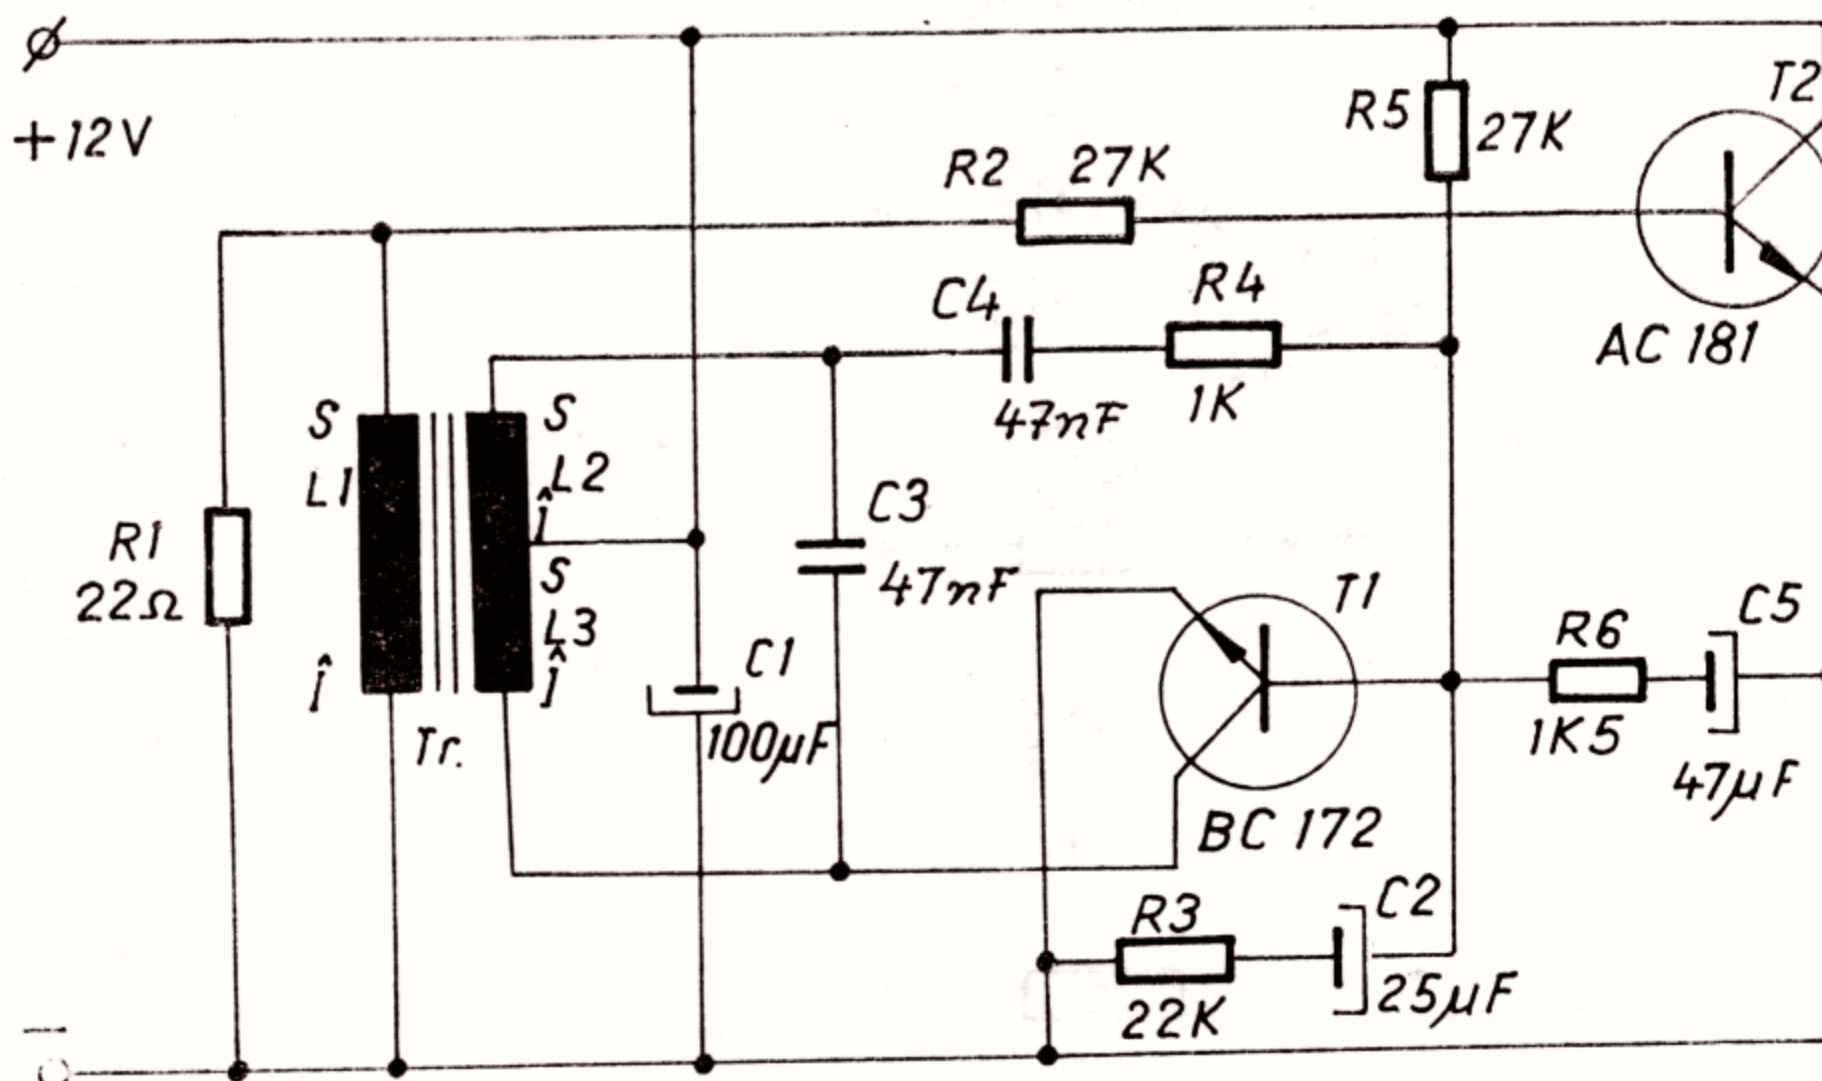 +12V
R5
27K
T2
R2
27K
C4
R4
47nF
1K
AC 181
S
L1
Î
S
L2
Î
S
L3
Î
R1
22Ω
Tr.
C3
47nF
C1
100µF
T1
BC 172
R6
1K5
C5
47µF
R3
22K
C2
25µF
—